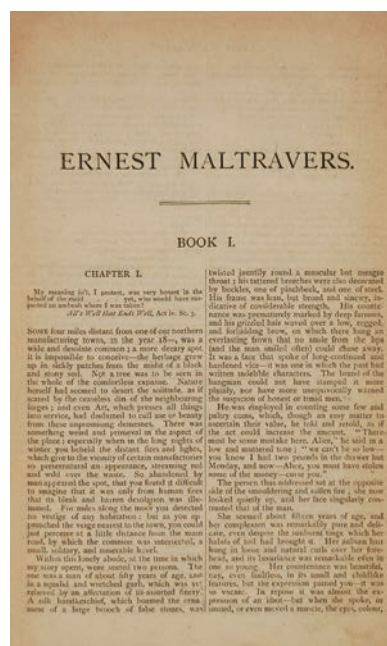 ERNEST MALTRAVERS.
BOOK I.
CHAPTER I.
My meaning in't, I protest, was very honest in the
behalf of the maid . . . . yet, who would have sus-
pected an ambush where I was taken?
All's Well that Ends Well, Act iv. Sc. 3.
SOME four miles distant from one of our northern
manufacturing towns, in the year 18—, was a
wide and desolate common; a more dreary spot
it is impossible to conceive—the herbage grew
up in sickly patches from the midst of a black
and stony soil. Not a tree was to be seen in
the whole of the comfortless expanse. Nature
herself had seemed to desert the solitude, as if
scared by the ceaseless din of the neighbouring
forges; and even Art, which presses all things
into service, had disdained to cull use or beauty
from these unpromising demesnes. There was
something weird and primeval in the aspect of
the place; especially when in the long nights of
winter you beheld the distant fires and lights,
which give to the vicinity of certain manufactories
so preternatural an appearance, streaming red
and wild over the waste. So abandoned by
man appeared the spot, that you found it difficult
to imagine that it was only from human fires
that its bleak and barren desolation was illu-
mined. For miles along the moor you detected
no vestige of any habitation; but as you ap-
proached the verge nearest to the town, you could
just perceive at a little distance from the main
road, by which the common was intersected, a
small, solitary, and miserable hovel.
Within this lonely abode, at the time in which
my story opens, were seated two persons. The
one was a man of about fifty years of age, and
in a squalid and wretched garb, which was yet
relieved by an affectation of ill-assorted finery.
A silk handkerchief, which boasted the orna-
ment of a large brooch of false stones, was
twisted jauntily round a muscular but meagre
throat; his tattered breeches were also decorated
by buckles, one of pinchbeck, and one of steel.
His frame was lean, but broad and sinewy, in-
dicative of considerable strength. His counte-
nance was prematurely marked by deep furrows,
and his grizzled hair waved over a low, rugged,
and forbidding brow, on which there hung an
everlasting frown that no smile from the lips
(and the man smiled often) could chase away.
It was a face that spoke of long-continued and
hardened vice—it was one in which the past had
written indelible characters. The brand of the
hangman could not have stamped it more
plainly, nor have more unequivocally warned
the suspicion of honest or timid men.
He was employed in counting some few and
paltry coins, which, though an easy matter to
ascertain their value, he told and retold, as if
the act could increase the amount. "There
must be some mistake here, Alice," he said in a
low and muttered tone; "we can't be so low—
you know I had two pounds in the drawer but
Monday, and now—Alice, you must have stolen
some of the money—curse you."
The person thus addressed sat at the opposite
side of the smouldering and sullen fire; she now
looked quietly up, and her face singularly con-
trasted that of the man.
She seemed about fifteen years of age, and
her complexion was remarkably pure and deli-
cate, even despite the sunburnt tinge which her
habits of toil had brought it. Her auburn hair
hung in loose and natural curls over her fore-
head, and its luxuriance was remarkable even in
one so young. Her countenance was beautiful,
nay, even faultless, in its small and childlike
features, but the expression pained you—it was
so vacant. In repose it was almost the ex-
pression of an idiot—but when she spoke, or
smiled, or even moved a muscle, the eyes, colour,